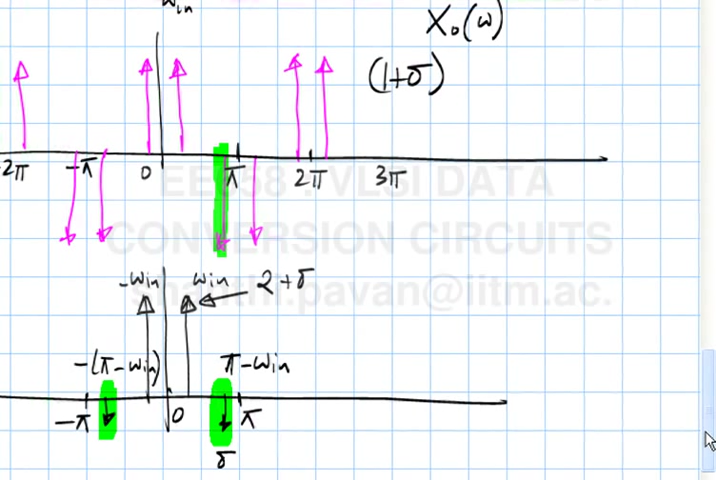 ωin
X₀(ω)
(1+δ)
-2π -π 0 π 2π 3π
EE658 : VLSI DATA
CONVERSION CIRCUITS
-ωin ωin 2+δ
shanthi.pavan@iitm.ac.
-(π-ωin) π-ωin
-π 0 π
δ